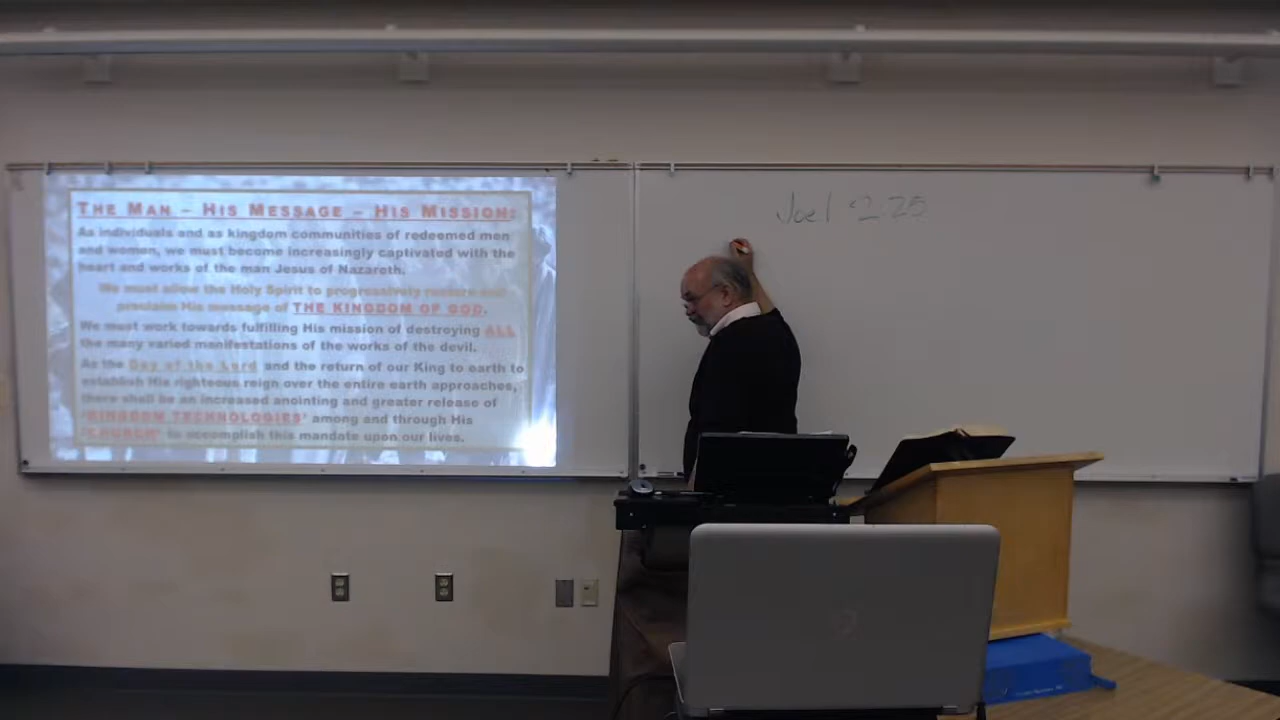 THE MAN – HIS MESSAGE – HIS MISSION:
As individuals and as kingdom communities of redeemed men
and women, we must become increasingly captivated with the
heart and works of the man Jesus of Nazareth.
We must allow the Holy Spirit to progressively restore and
proclaim His message of THE KINGDOM OF GOD.
We must work towards fulfilling His mission of destroying ALL
the many varied manifestations of the works of the devil.
As the Day of the Lord and the return of our King to earth to
establish His righteous reign over the entire earth approaches,
there shall be an increased anointing and greater release of
'KINGDOM TECHNOLOGIES' among and through His
'CHURCH' to accomplish this mandate upon our lives.
Joel 2:25